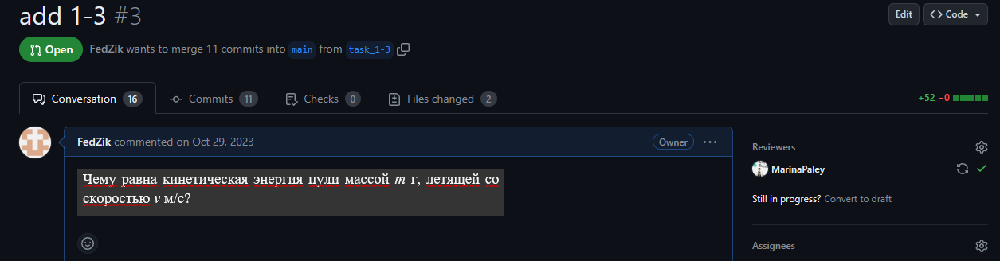 add 1-3 #3
Edit
<> Code
Open
FedZik wants to merge 11 commits into main from task_1-3
Conversation 16
Commits 11
Checks 0
Files changed 2
+52 −0
FedZik commented on Oct 29, 2023
Owner
Чему равна кинетическая энергия пули массой m г, летящей со
скоростью v м/с?
Reviewers
MarinaPaley
Still in progress? Convert to draft
Assignees